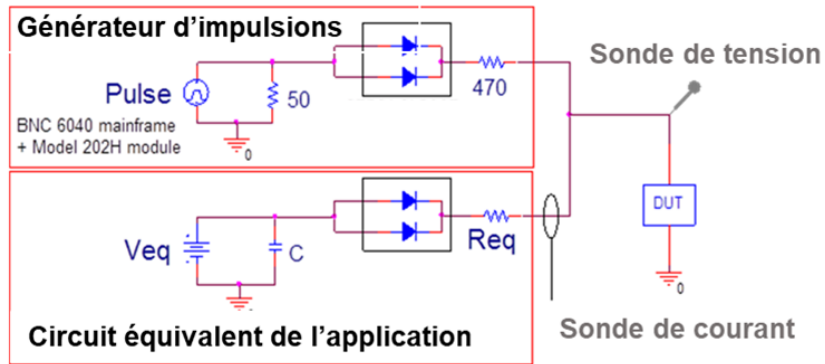 Générateur d’impulsions
Pulse
50
470
BNC 6040 mainframe
+ Model 202H module
0
Sonde de tension
DUT
0
Veq
C
Req
Circuit équivalent de l’application
Sonde de courant